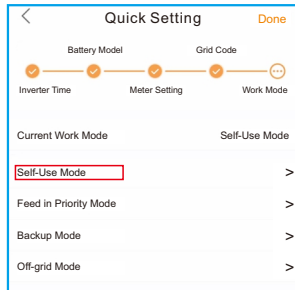 < Quick Setting Done
Battery Model Grid Code
Inverter Time Meter Setting Work Mode
Current Work Mode Self-Use Mode
Self-Use Mode >
Feed in Priority Mode >
Backup Mode >
Off-grid Mode >